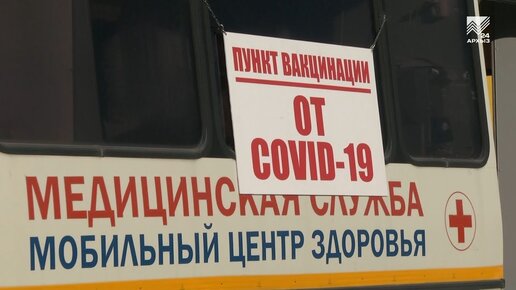 24
АРХЫЗ
ПУНКТ ВАКЦИНАЦИИ
ОТ
COVID-19
МЕДИЦИНСКАЯ СЛУЖБА
МОБИЛЬНЫЙ ЦЕНТР ЗДОРОВЬЯ